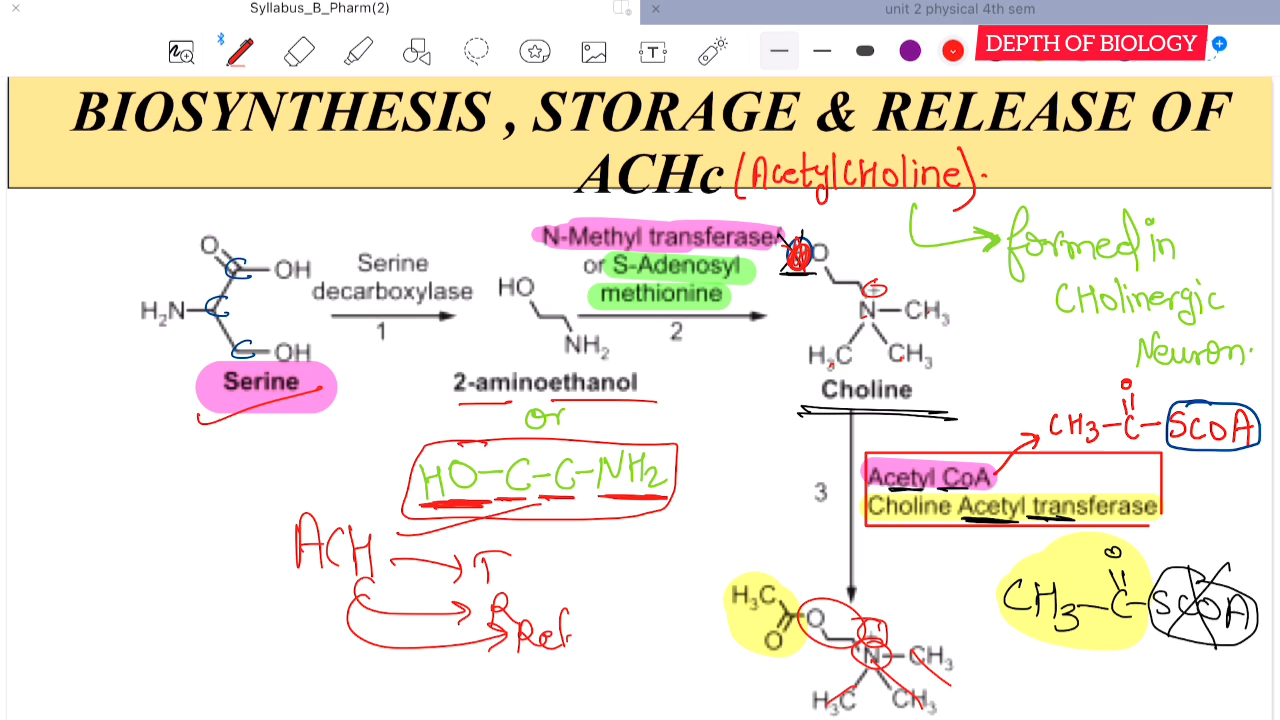 Syllabus_B_Pharm(2)
unit 2 physical 4th sem
DEPTH OF BIOLOGY
BIOSYNTHESIS , STORAGE & RELEASE OF
ACHc (AcetylCHoline).
formed in
CHolinergic
Neuron.
O
OH
H₂N
OH
Serine
Serine
decarboxylase
1
HO
NH₂
2-aminoethanol
or
HO-C-C-NH₂
N-Methyl transferase/
or S-Adenosyl
methionine
2
O
+
N
CH₃
H₃C
CH₃
Choline
3
Acetyl CoA
Choline Acetyl transferase
O
CH₃-C-SCOA
O
CH₃-C-SCOA
ACH
T
R
H₃C
O
O
+
N
CH₃
H₃C
CH₃